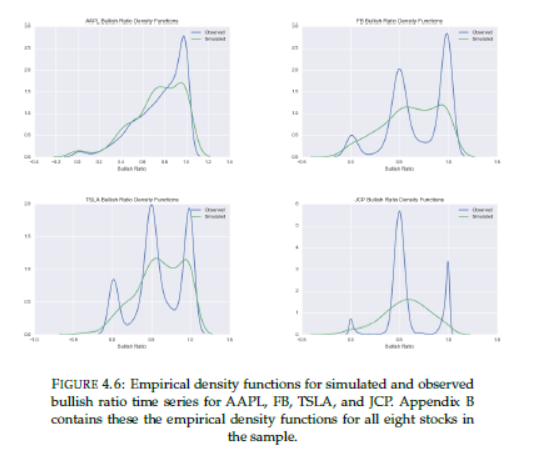 AAPL Bullish Ratio Density Functions
Observed
Simulated
Bullish Ratio
FB Bullish Ratio Density Functions
Observed
Simulated
Bullish Ratio
TSLA Bullish Ratio Density Functions
Observed
Simulated
Bullish Ratio
JCP Bullish Ratio Density Functions
Observed
Simulated
Bullish Ratio
FIGURE 4.6: Empirical density functions for simulated and observed
bullish ratio time series for AAPL, FB, TSLA, and JCP. Appendix B
contains these the empirical density functions for all eight stocks in
the sample.